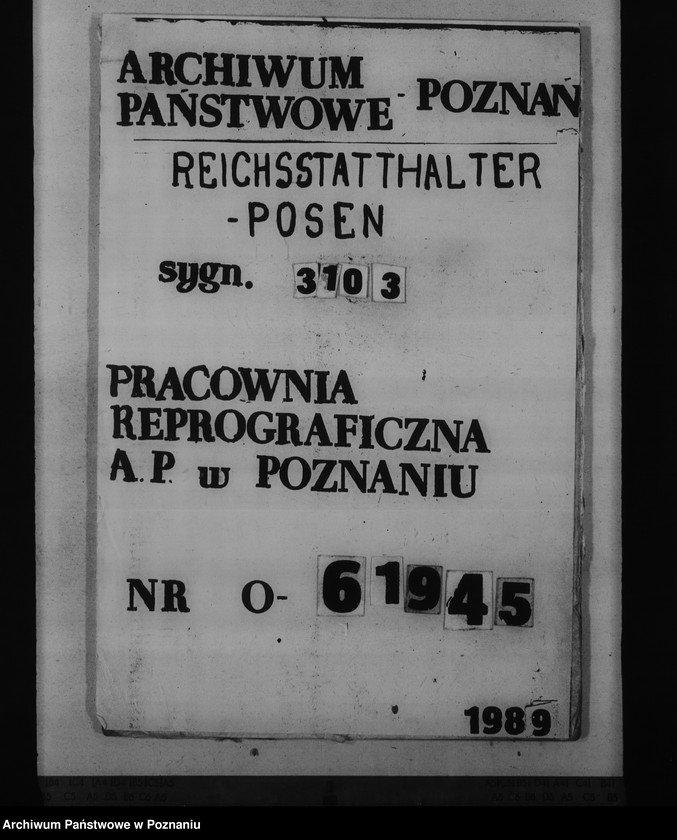 ARCHIWUM
PAŃSTWOWE - POZNAŃ
REICHSSTATTHALTER
-POSEN
sygn. 3103
PRACOWNIA
REPROGRAFICZNA
A.P. w POZNANIU
NR O-61945
1989
Archiwum Państwowe w Poznaniu